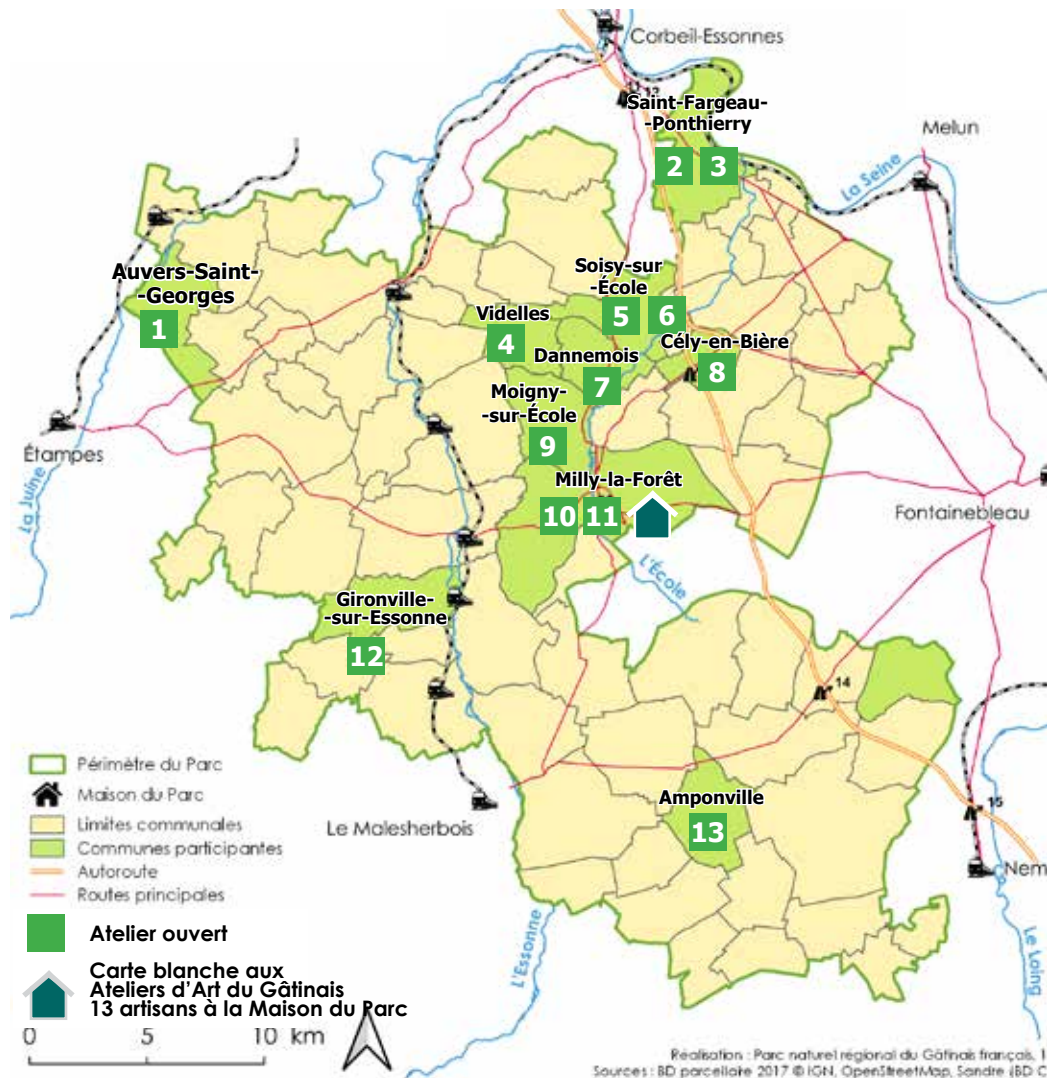 Corbeil-Essonnes
Saint-Fargeau-
-Ponthierry
2
3
Melun
La Seine
Auvers-Saint-
-Georges
1
Soisy-sur
-École
5
6
Videlles
4
Cély-en-Bière
8
Dannemois
7
Moigny-
-sur-École
9
Étampes
La Juine
Milly-la-Forêt
10
11
Fontainebleau
L'École
Gironville-
-sur-Essonne
12
14
Amponville
13
15
Le Malesherbois
Nem
L'Essonne
Le Loing
Périmètre du Parc
Maison du Parc
Limites communales
Communes participantes
Autoroute
Routes principales
Atelier ouvert
Carte blanche aux
Ateliers d'Art du Gâtinais
13 artisans à la Maison du Parc
0 5 10 km
Réalisation : Parc naturel régional du Gâtinais français, 1
Sources : BD parcellaire 2017 © IGN, OpenStreetMap, Sandre (BD C